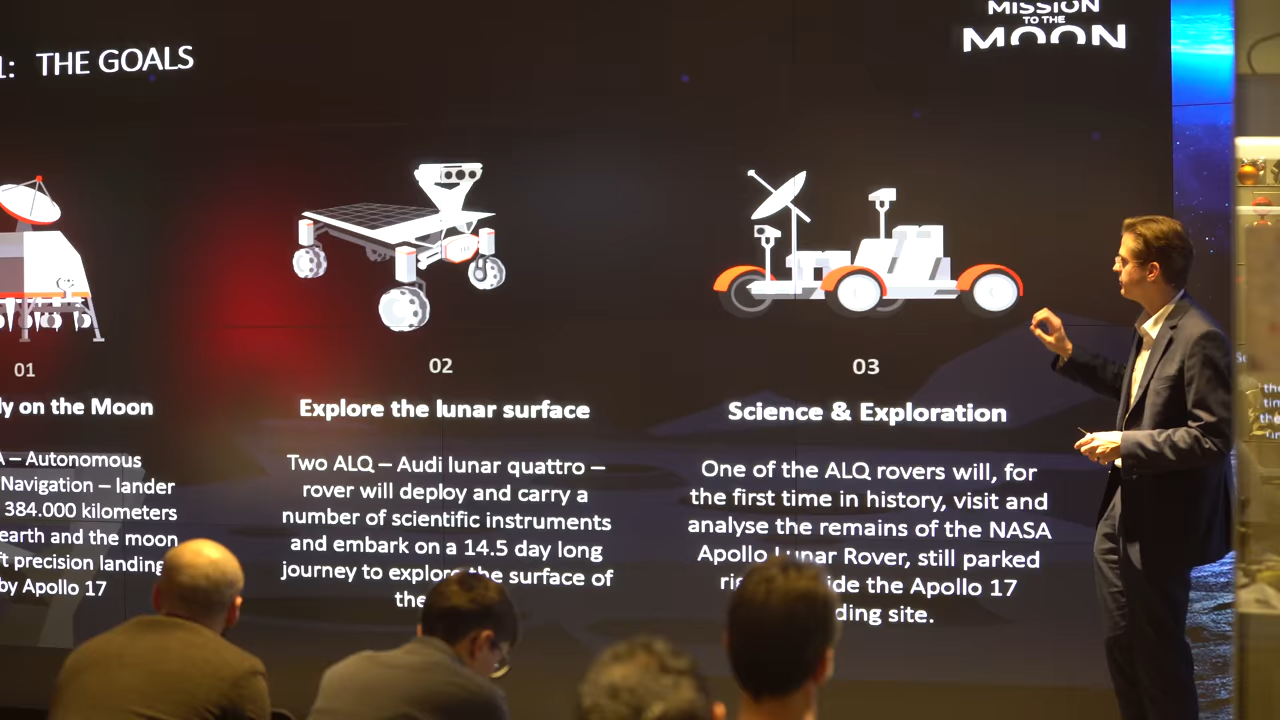 MISSION
TO THE
MOON
1: THE GOALS
01
on the Moon
– Autonomous
Navigation – lander
384.000 kilometers
earth and the moon
precision landing
by Apollo 17
02
Explore the lunar surface
Two ALQ – Audi lunar quattro –
rover will deploy and carry a
number of scientific instruments
and embark on a 14.5 day long
journey to explore the surface of
03
Science & Exploration
One of the ALQ rovers will, for
the first time in history, visit and
analyse the remains of the NASA
Apollo Lunar Rover, still parked
the Apollo 17
site.